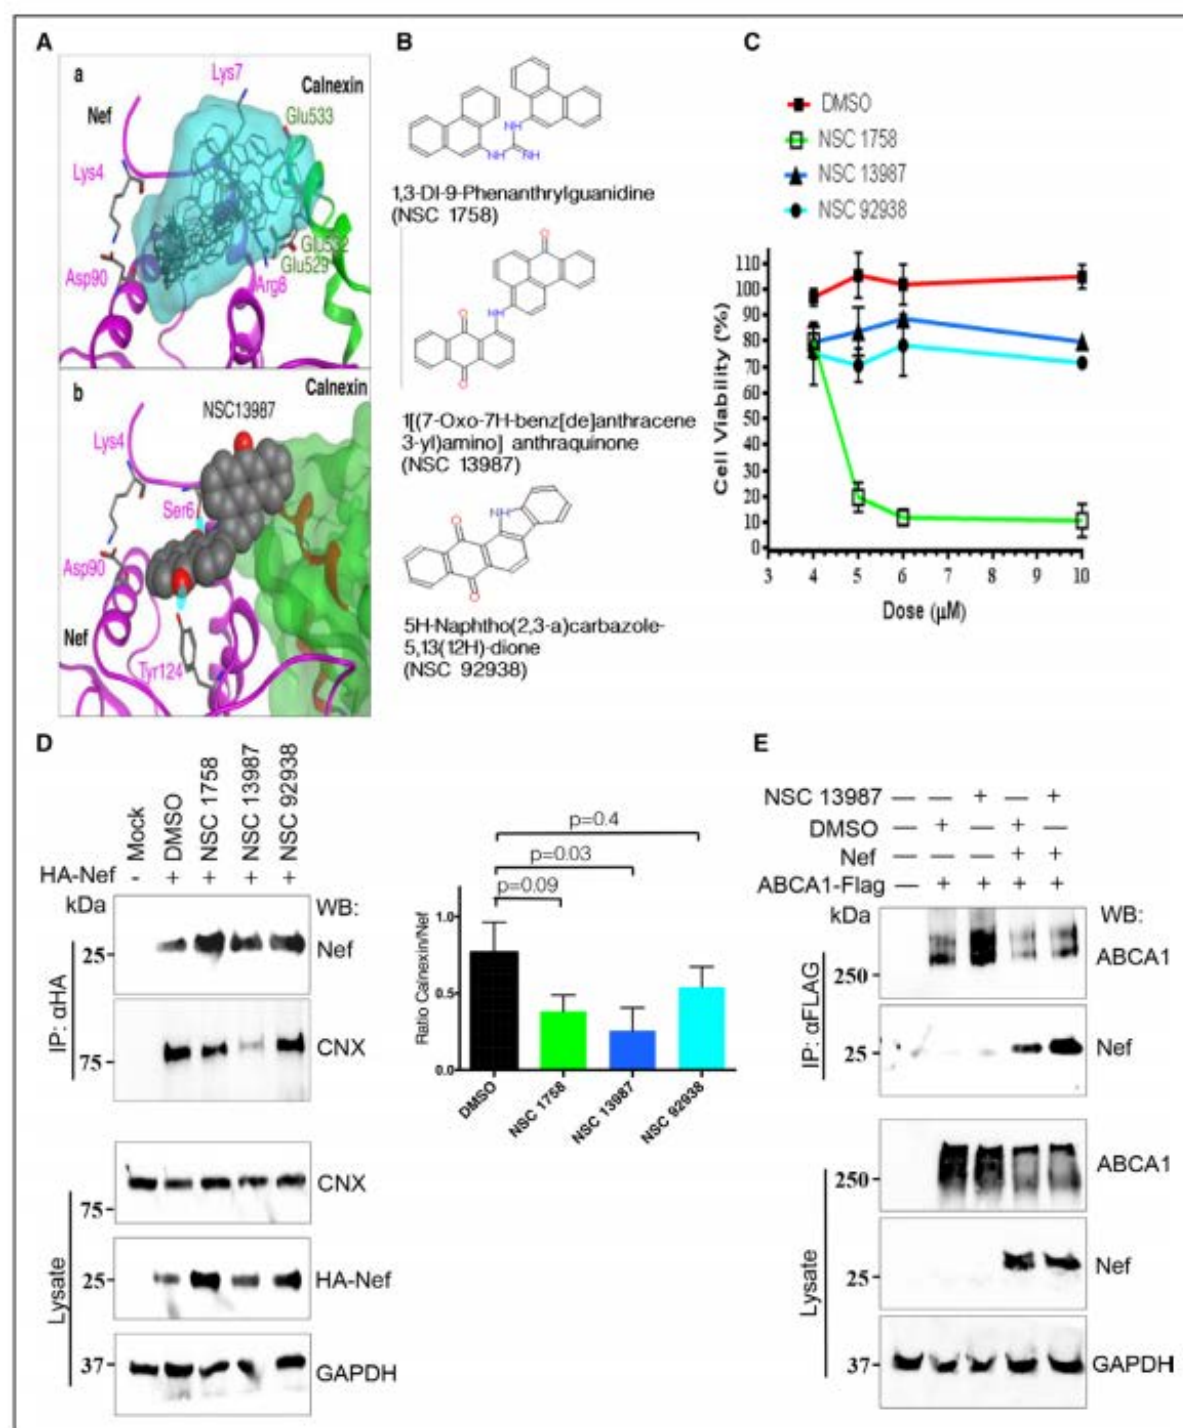 A
a
Lys7
Calnexin
Nef
Glu533
Lys4
Glu532
Glu529
Asp90
Arg8
b
Calnexin
NSC13987
Lys4
Ser6
Asp90
Nef
Tyr124
B
NH
NH
NH
1,3-DI-9-Phenanthrylguanidine
(NSC 1758)
O
NH
O
O
1[(7-Oxo-7H-benz[de]anthracene
3-yl)amino] anthraquinone
(NSC 13987)
NH
O
O
5H-Naphtho(2,3-a)carbazole-
5,13(12H)-dione
(NSC 92938)
C
DMSO
NSC 1758
NSC 13987
NSC 92938
110
100
90
80
70
60
50
40
30
20
10
0
Cell Viability (%)
3 4 5 6 7 8 9 10
Dose (µM)
D
Mock
DMSO
NSC 1758
NSC 13987
NSC 92938
HA-Nef - + + + +
kDa WB:
IP: αHA
25 Nef
75 CNX
Lysate
75 CNX
25 HA-Nef
37 GAPDH
p=0.4
p=0.03
p=0.09
Ratio Calnexin/Nef
1.0
0.5
0.0
DMSO
NSC 1758
NSC 13987
NSC 92938
E
NSC 13987 — — + — +
DMSO — + — + —
Nef — — — + +
ABCA1-Flag — + + + +
kDa WB:
IP: αFLAG
250 ABCA1
25 Nef
Lysate
250 ABCA1
25 Nef
37 GAPDH